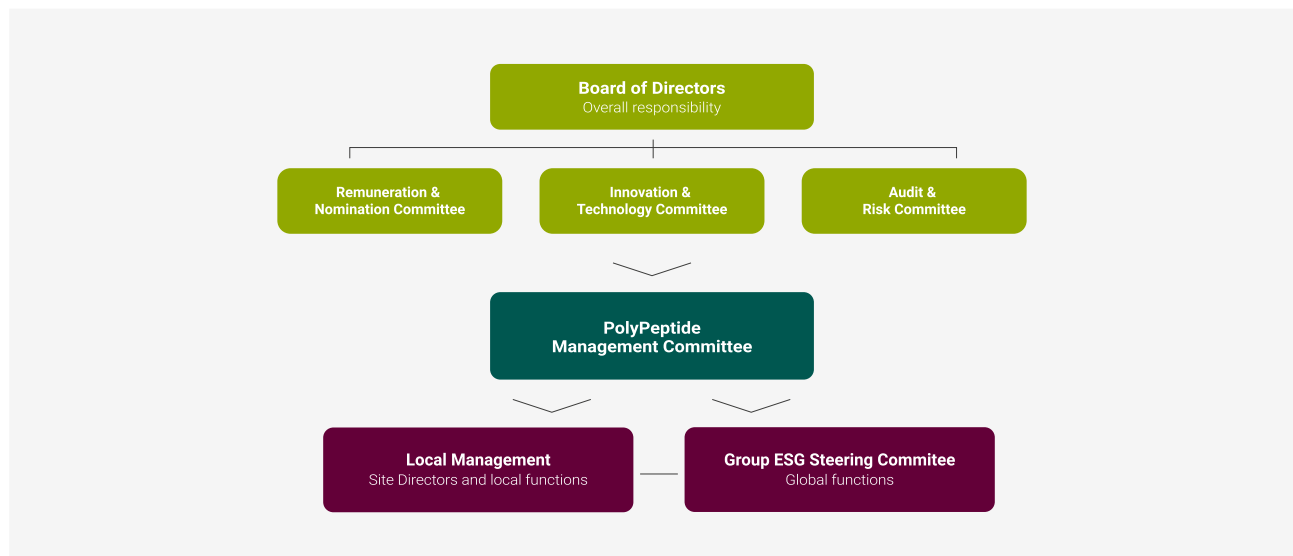 Board of Directors
Overall responsibility
Remuneration &
Nomination Committee
Innovation &
Technology Committee
Audit &
Risk Committee
PolyPeptide
Management Committee
Local Management
Site Directors and local functions
Group ESG Steering Commitee
Global functions